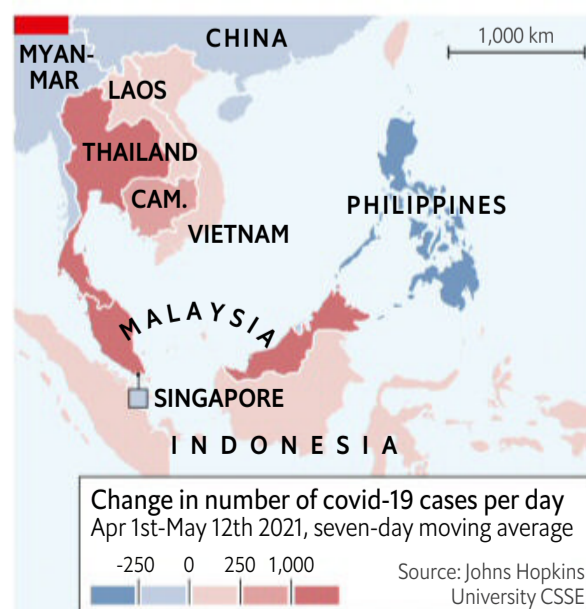 CHINA
1,000 km
MYAN-
MAR
LAOS
THAILAND
CAM.
VIETNAM
PHILIPPINES
MALAYSIA
SINGAPORE
INDONESIA
Change in number of covid-19 cases per day
Apr 1st-May 12th 2021, seven-day moving average
-250 0 250 1,000
Source: Johns Hopkins
University CSSE